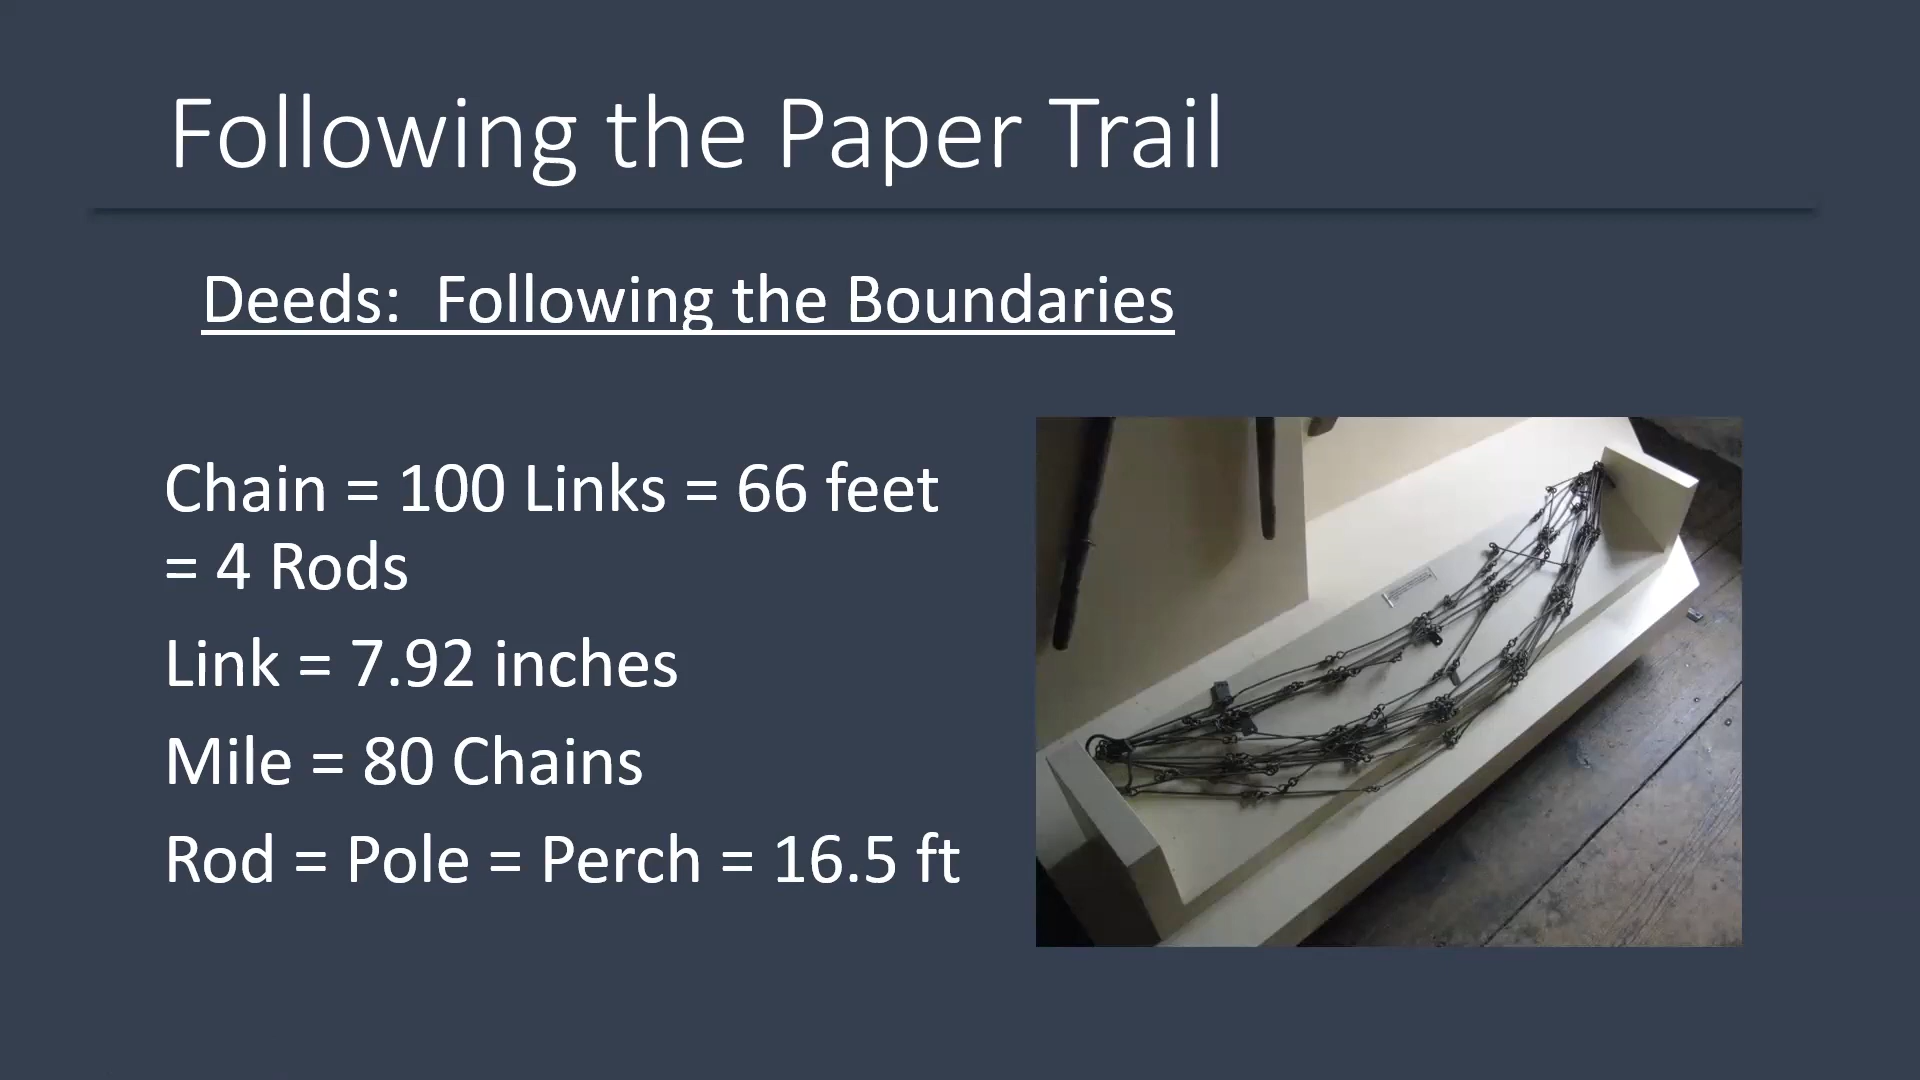 Following the Paper Trail
Deeds: Following the Boundaries
Chain = 100 Links = 66 feet
= 4 Rods
Link = 7.92 inches
Mile = 80 Chains
Rod = Pole = Perch = 16.5 ft